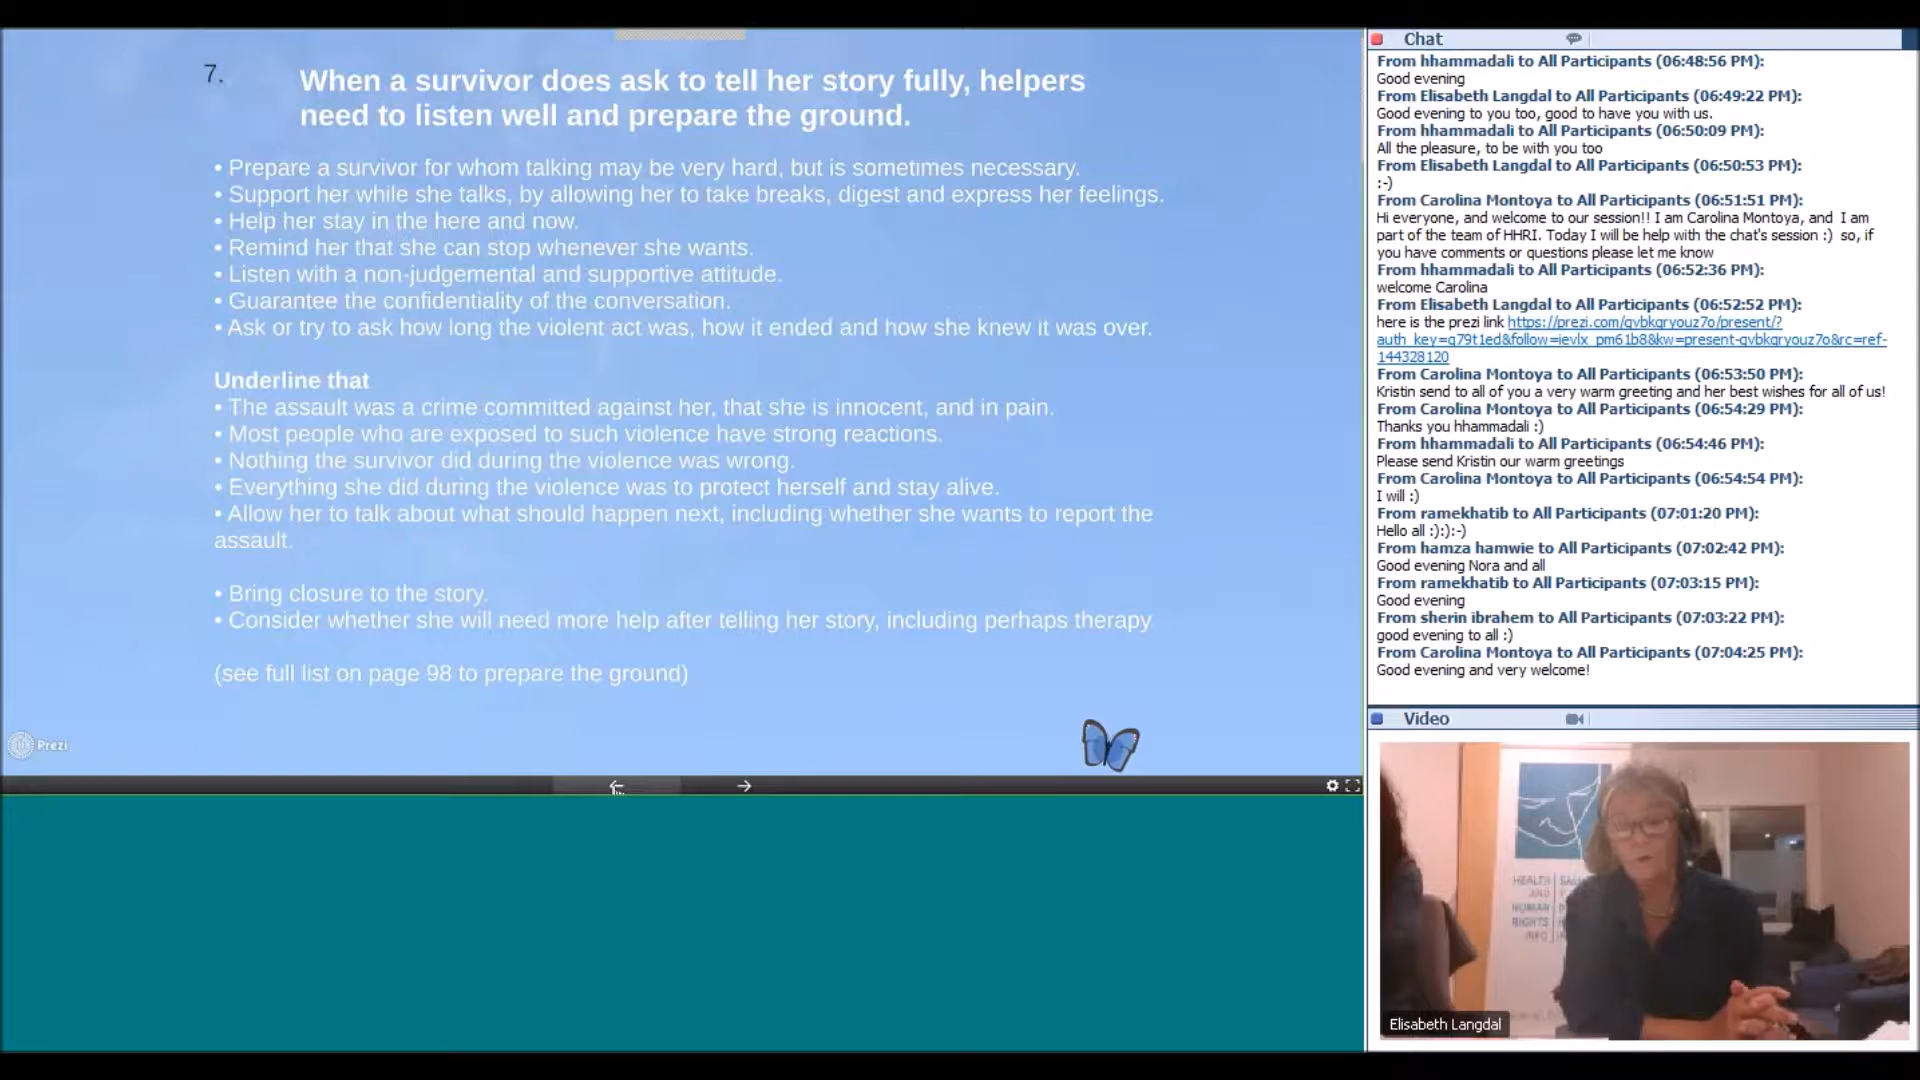 7.
When a survivor does ask to tell her story fully, helpers
need to listen well and prepare the ground.
• Prepare a survivor for whom talking may be very hard, but is sometimes necessary.
• Support her while she talks, by allowing her to take breaks, digest and express her feelings.
• Help her stay in the here and now.
• Remind her that she can stop whenever she wants.
• Listen with a non-judgemental and supportive attitude.
• Guarantee the confidentiality of the conversation.
• Ask or try to ask how long the violent act was, how it ended and how she knew it was over.
Underline that
• The assault was a crime committed against her, that she is innocent, and in pain.
• Most people who are exposed to such violence have strong reactions.
• Nothing the survivor did during the violence was wrong.
• Everything she did during the violence was to protect herself and stay alive.
• Allow her to talk about what should happen next, including whether she wants to report the
assault.
• Bring closure to the story.
• Consider whether she will need more help after telling her story, including perhaps therapy
(see full list on page 98 to prepare the ground)
Prezi
Chat
From hhammadali to All Participants (06:48:56 PM):
Good evening
From Elisabeth Langdal to All Participants (06:49:22 PM):
Good evening to you too, good to have you with us.
From hhammadali to All Participants (06:50:09 PM):
All the pleasure, to be with you too
From Elisabeth Langdal to All Participants (06:50:53 PM):
:-)
From Carolina Montoya to All Participants (06:51:51 PM):
Hi everyone, and welcome to our session!! I am Carolina Montoya, and I am
part of the team of HHRI. Today I will be help with the chat's session :) so, if
you have comments or questions please let me know
From hhammadali to All Participants (06:52:36 PM):
welcome Carolina
From Elisabeth Langdal to All Participants (06:52:52 PM):
here is the prezi link https://prezi.com/gvbkqryouz7o/present/?
auth_key=q79t1ed&follow=ievlx_pm61b8&kw=present-gvbkqryouz7o&rc=ref-
144328120
From Carolina Montoya to All Participants (06:53:50 PM):
Kristin send to all of you a very warm greeting and her best wishes for all of us!
From Carolina Montoya to All Participants (06:54:29 PM):
Thanks you hhammadali :)
From hhammadali to All Participants (06:54:46 PM):
Please send Kristin our warm greetings
From Carolina Montoya to All Participants (06:54:54 PM):
I will :)
From ramekhatib to All Participants (07:01:20 PM):
Hello all :):):-)
From hamza hamwie to All Participants (07:02:42 PM):
Good evening Nora and all
From ramekhatib to All Participants (07:03:15 PM):
Good evening
From sherin ibrahem to All Participants (07:03:22 PM):
good evening to all :)
From Carolina Montoya to All Participants (07:04:25 PM):
Good evening and very welcome!
Video
HEALTH
AND
HUMAN
RIGHTS
INFO
Elisabeth Langdal